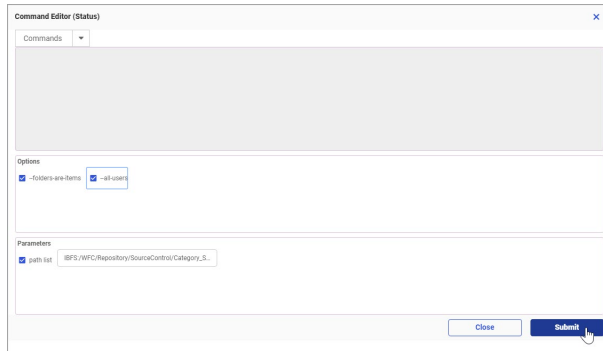 Command Editor (Status)
Commands
Options
--folders-are-items --all-users
Parameters
path list IBFS:/WFC/Repository/SourceControl/Category_S...
Close Submit